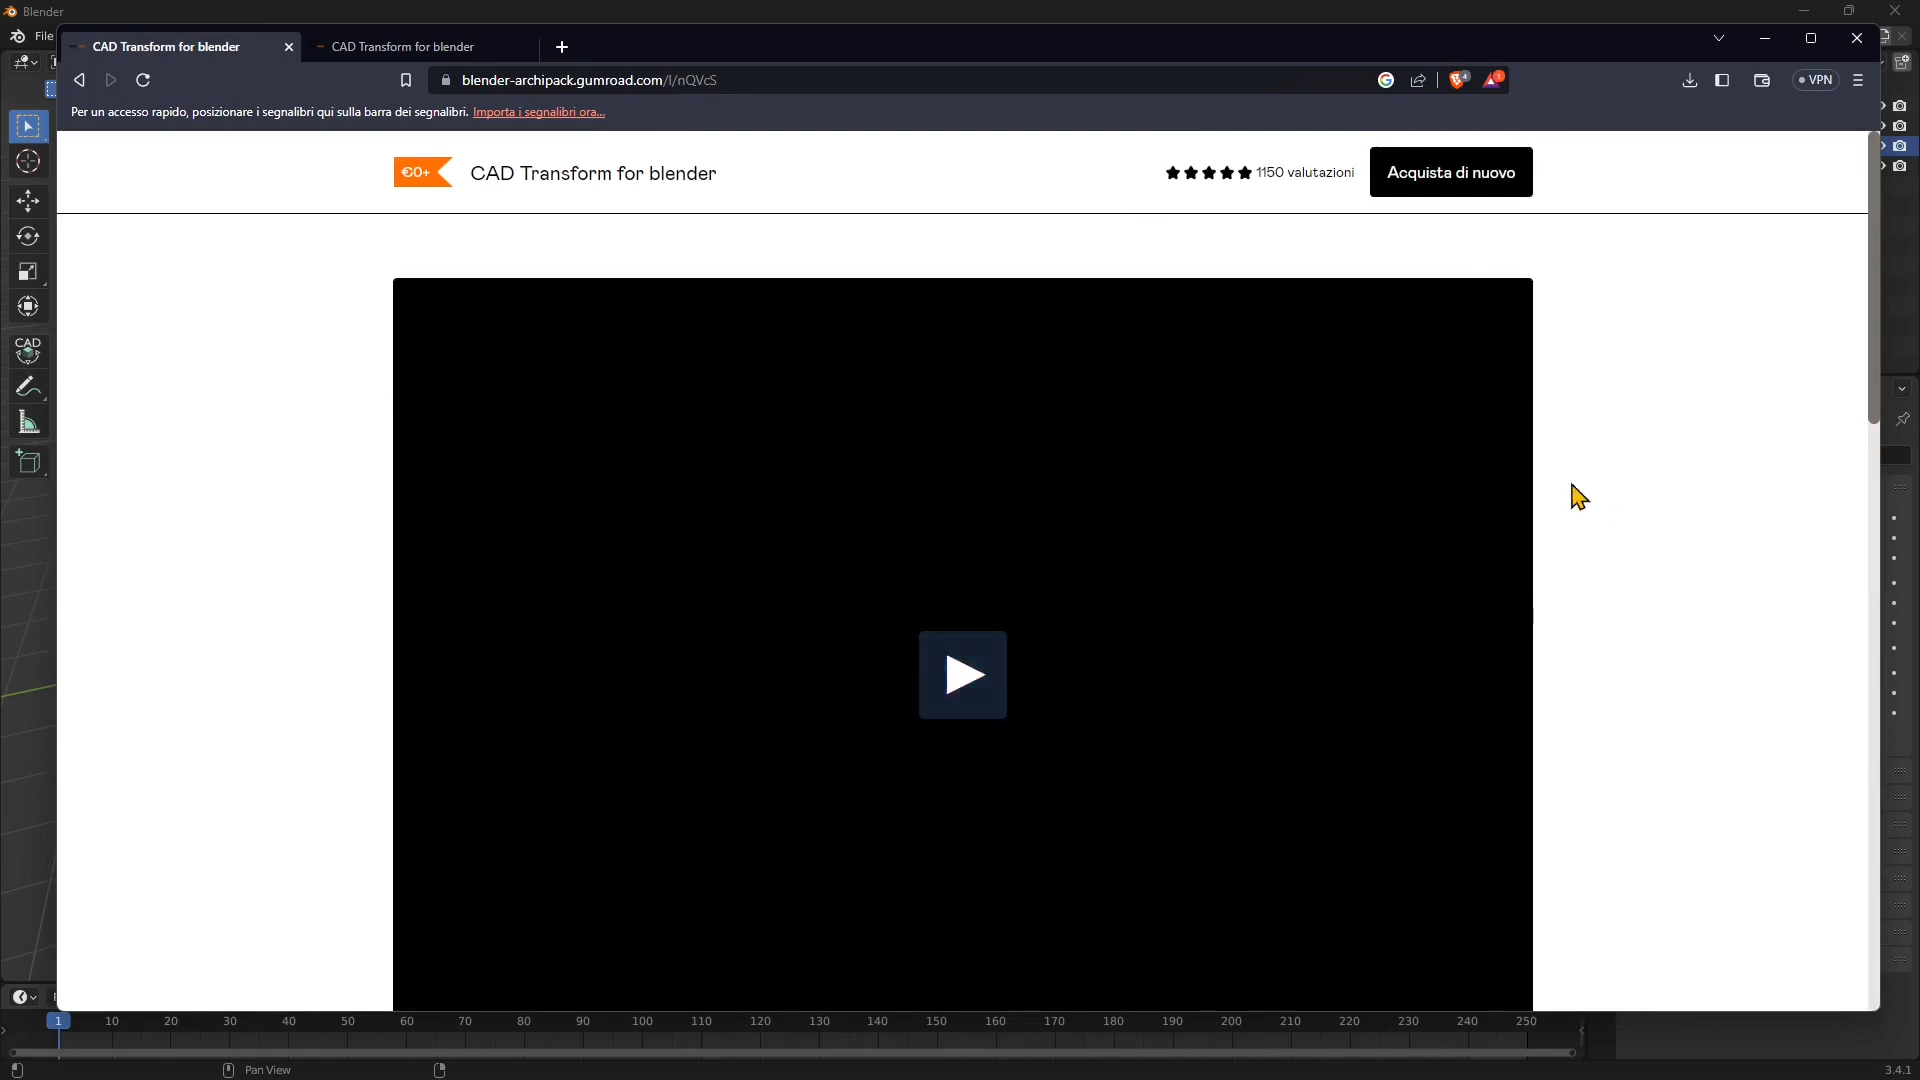 Blender
File
CAD Transform for blender
CAD Transform for blender
blender-archipack.gumroad.com/l/nQVcS
4
1
VPN
Per un accesso rapido, posizionare i segnalibri qui sulla barra dei segnalibri. Importa i segnalibri ora...
€0+
CAD Transform for blender
1150 valutazioni
Acquista di nuovo
CAD
1 10 20 30 40 50 60 70 80 90 100 110 120 130 140 150 160 170 180 190 200 210 220 230 240 250
Pan View
3.4.1